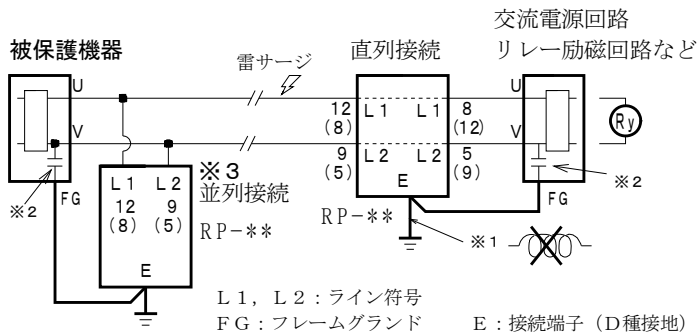 交流電源回路
リレー励磁回路など
被保護機器
雷サージ
直列接続
U
V
12
(8)
L1
L1
8
(12)
9
(5)
L2
L2
5
(9)
E
U
V
Ry
※2
FG
※2
FG
L1
L2
12
(8)
9
(5)
E
※3
並列接続
RP-**
RP-**
※1
L1, L2:ライン符号
FG:フレームグランド
E:接続端子(D種接地)